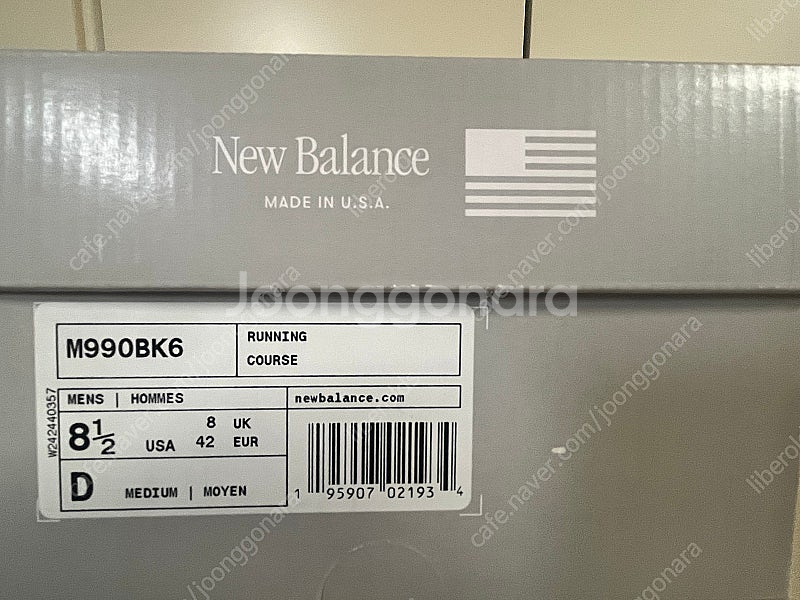 New Balance
MADE IN U.S.A.
Joonggonara
M990BK6
RUNNING
COURSE
MENS | HOMMES
newbalance.com
8½ USA
8 UK
42 EUR
D MEDIUM | MOYEN
W242440357
1 95907 02193 4
cafe.naver.com/joonggonara